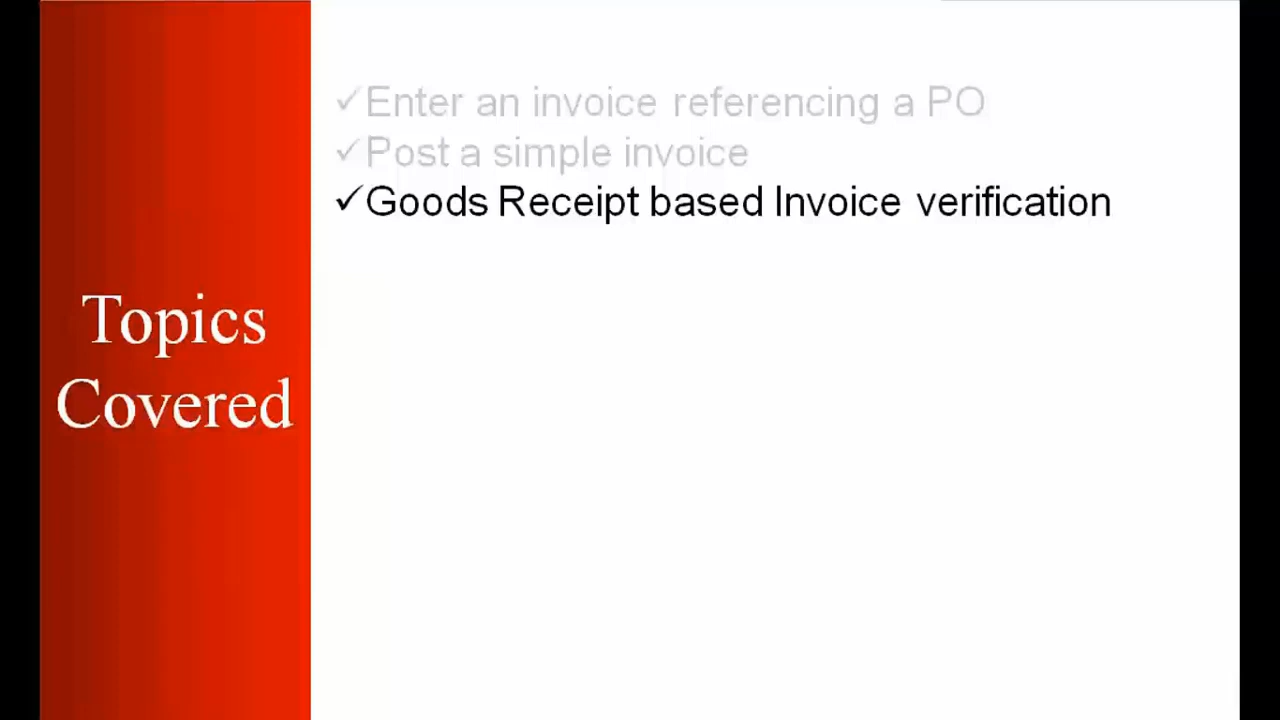 Topics
Covered
✓Enter an invoice referencing a PO
✓Post a simple invoice
✓Goods Receipt based Invoice verification